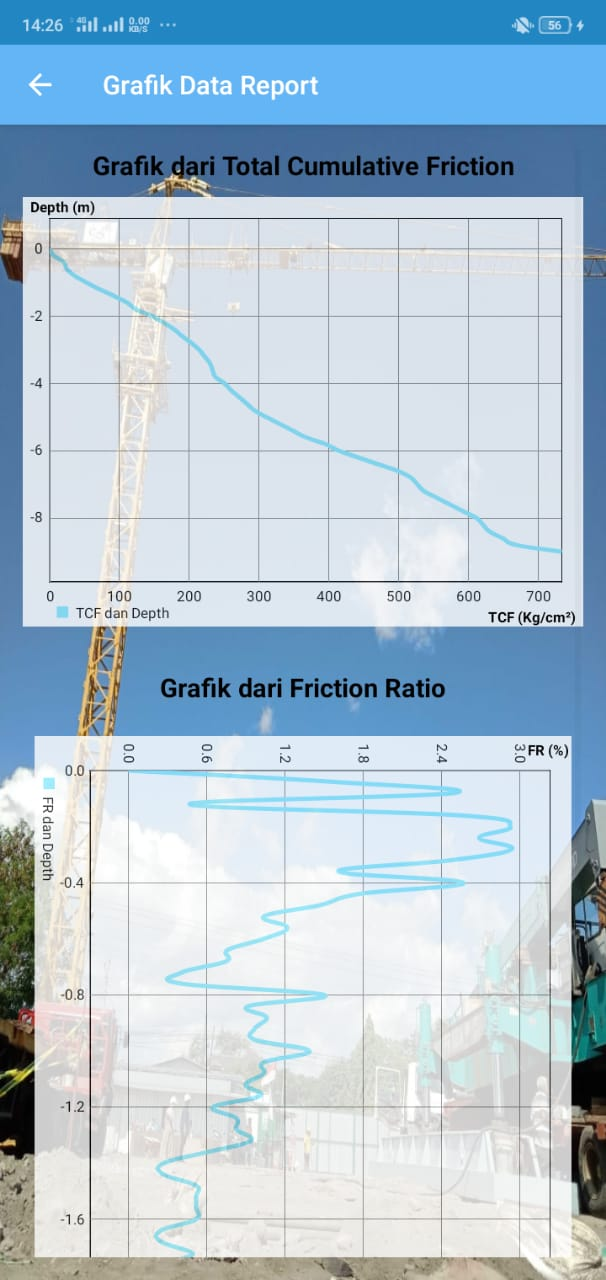 14:26 4G 0.00 KB/S ... 56
Grafik Data Report
Grafik dari Total Cumulative Friction
Depth (m)
0
-2
-4
-6
-8
0 100 200 300 400 500 600 700
TCF dan Depth
TCF (Kg/cm²)
Grafik dari Friction Ratio
0.0 0.6 1.2 1.8 2.4 3.0 FR (%)
0.0
FR dan Depth
-0.4
-0.8
-1.2
-1.6